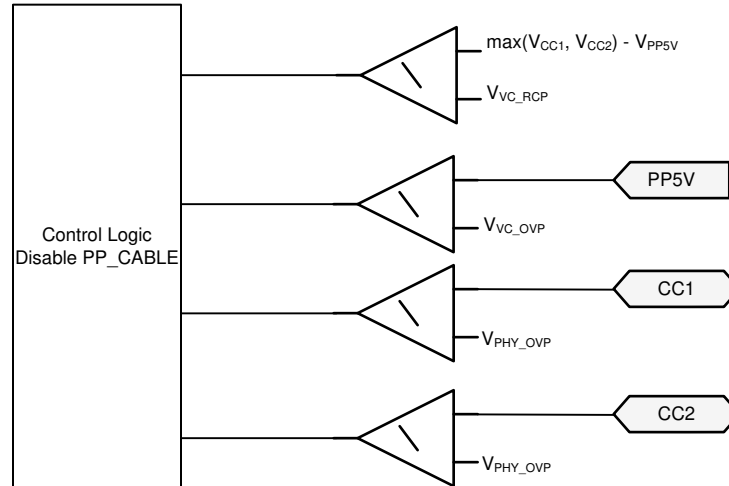 max(VCC1, VCC2) - VPP5V
VVC_RCP
PP5V
VVC_OVP
Control Logic
Disable PP_CABLE
CC1
VPHY_OVP
CC2
VPHY_OVP